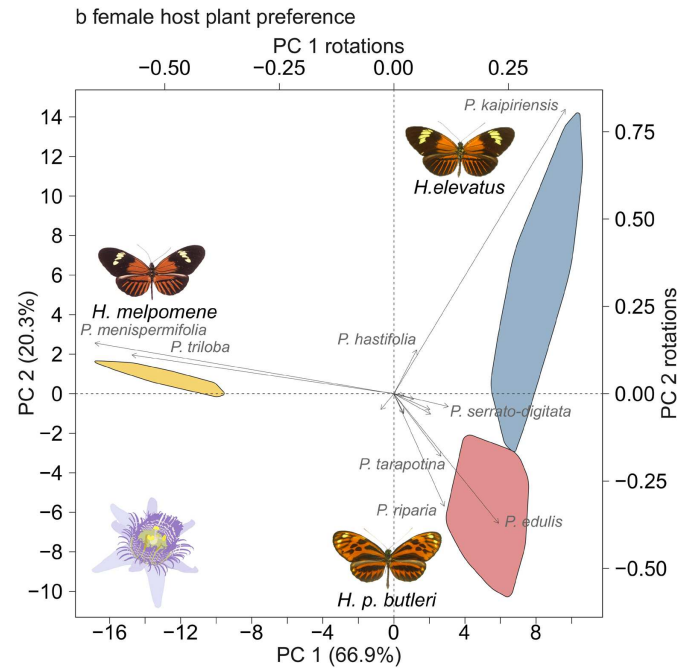 b female host plant preference
PC 1 rotations
−0.50 −0.25 0.00 0.25
P. kaipiriensis
H.elevatus
H. melpomene
P. menispermifolia
P. triloba
P. hastifolia
P. serrato-digitata
P. tarapotina
P. riparia
P. edulis
H. p. butleri
14
12
10
8
6
4
2
0
−2
−4
−6
−8
−10
PC 2 (20.3%)
0.75
0.50
0.25
0.00
−0.25
−0.50
PC 2 rotations
−16 −12 −8 −4 0 4 8
PC 1 (66.9%)